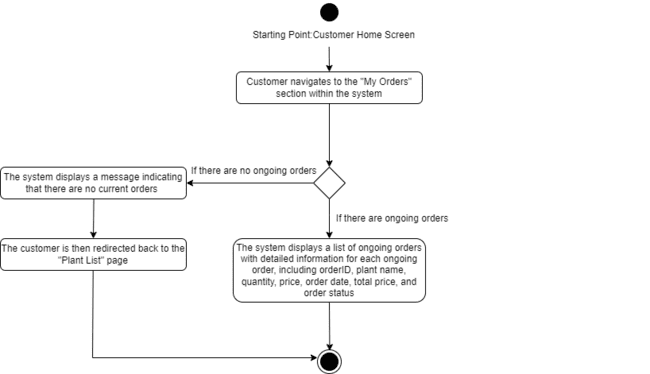 Starting Point:Customer Home Screen
Customer navigates to the "My Orders"
section within the system
If there are no ongoing orders
The system displays a message indicating
that there are no current orders
If there are ongoing orders
The customer is then redirected back to the
"Plant List" page
The system displays a list of ongoing orders
with detailed information for each ongoing
order, including orderID, plant name,
quantity, price, order date, total price, and
order status